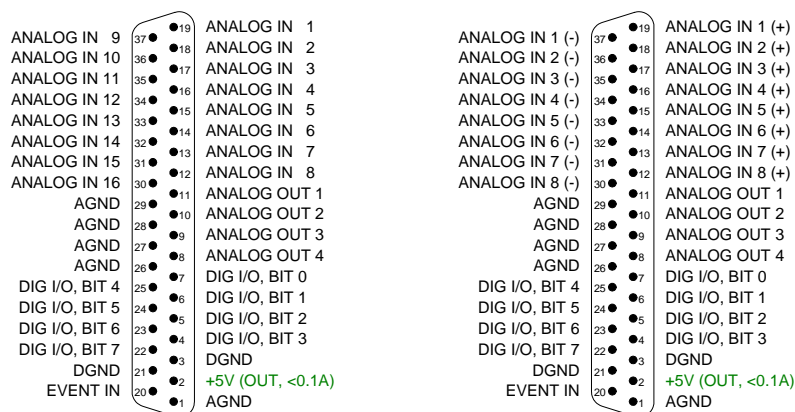 ANALOG IN 9 37
ANALOG IN 10 36
ANALOG IN 11 35
ANALOG IN 12 34
ANALOG IN 13 33
ANALOG IN 14 32
ANALOG IN 15 31
ANALOG IN 16 30
AGND 29
AGND 28
AGND 27
AGND 26
DIG I/O, BIT 4 25
DIG I/O, BIT 5 24
DIG I/O, BIT 6 23
DIG I/O, BIT 7 22
DGND 21
EVENT IN 20
19 ANALOG IN 1
18 ANALOG IN 2
17 ANALOG IN 3
16 ANALOG IN 4
15 ANALOG IN 5
14 ANALOG IN 6
13 ANALOG IN 7
12 ANALOG IN 8
11 ANALOG OUT 1
10 ANALOG OUT 2
9 ANALOG OUT 3
8 ANALOG OUT 4
7 DIG I/O, BIT 0
6 DIG I/O, BIT 1
5 DIG I/O, BIT 2
4 DIG I/O, BIT 3
3 DGND
2 +5V (OUT, <0.1A)
1 AGND
ANALOG IN 1 (-) 37
ANALOG IN 2 (-) 36
ANALOG IN 3 (-) 35
ANALOG IN 4 (-) 34
ANALOG IN 5 (-) 33
ANALOG IN 6 (-) 32
ANALOG IN 7 (-) 31
ANALOG IN 8 (-) 30
AGND 29
AGND 28
AGND 27
AGND 26
DIG I/O, BIT 4 25
DIG I/O, BIT 5 24
DIG I/O, BIT 6 23
DIG I/O, BIT 7 22
DGND 21
EVENT IN 20
19 ANALOG IN 1 (+)
18 ANALOG IN 2 (+)
17 ANALOG IN 3 (+)
16 ANALOG IN 4 (+)
15 ANALOG IN 5 (+)
14 ANALOG IN 6 (+)
13 ANALOG IN 7 (+)
12 ANALOG IN 8 (+)
11 ANALOG OUT 1
10 ANALOG OUT 2
9 ANALOG OUT 3
8 ANALOG OUT 4
7 DIG I/O, BIT 0
6 DIG I/O, BIT 1
5 DIG I/O, BIT 2
4 DIG I/O, BIT 3
3 DGND
2 +5V (OUT, <0.1A)
1 AGND